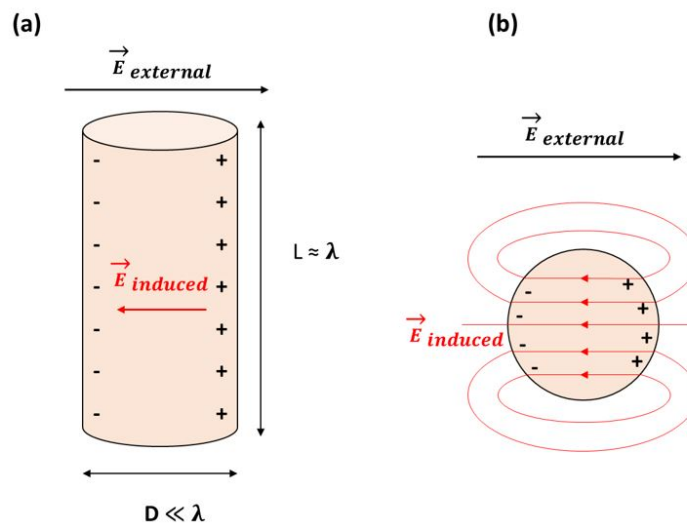 (a)
E external
- +
- +
- +
E induced
- +
- +
- +
- +
L ≈ λ
D ≪ λ
(b)
E external
- +
- +
E induced
- +
- +